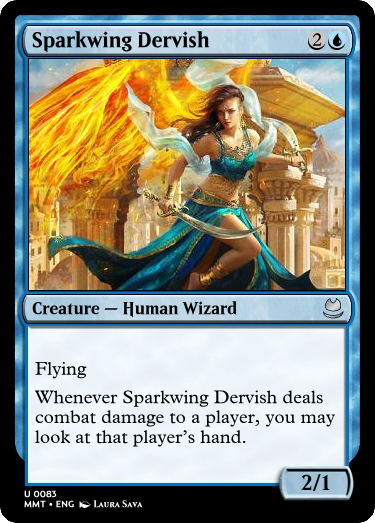 Sparkwing Dervish 2
Creature — Human Wizard
Flying
Whenever Sparkwing Dervish deals
combat damage to a player, you may
look at that player's hand.
2/1
U 0083
MMT • ENG Laura Sava